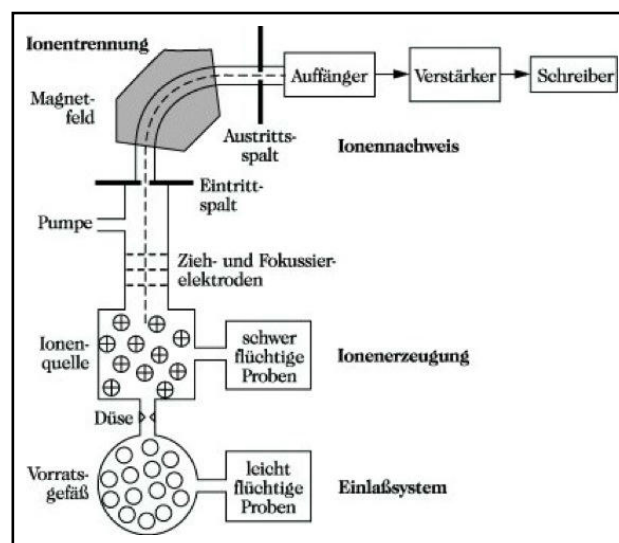 Ionentrennung
Magnet-
feld
Auffänger
Verstärker
Schreiber
Austritts-
spalt
Ionennachweis
Eintritt-
spalt
Pumpe
Zieh- und Fokussier-
elektroden
Ionen-
quelle
schwer
flüchtige
Proben
Ionenerzeugung
Düse
Vorrats-
gefäß
leicht
flüchtige
Proben
Einlaßsystem